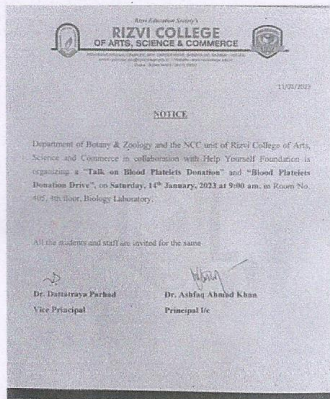 Rizvi Education Society's
RIZVI COLLEGE
OF ARTS, SCIENCE & COMMERCE
NOTICE
Department of Botany & Zoology and the NCC unit of Rizvi College of Arts,
Science and Commerce in collaboration with Help Yourself Foundation is
organizing a "Talk on Blood Platelets Donation" and "Blood Platelets
Donation Drive", on Saturday, 14th January, 2023 at 9:00 am. in Room No.
405, 4th floor, Biology Laboratory.
All the students and staff are invited for the same
Dr. Dattatraya Parhad Dr. Ashfaq Ahmad Khan
Vice Principal Principal I/c